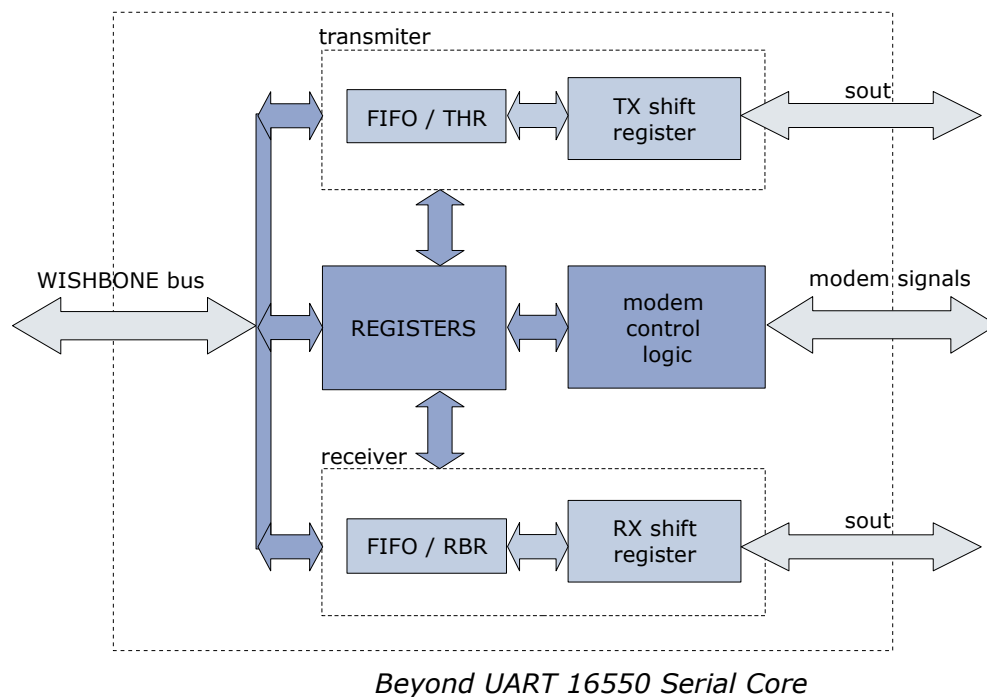 transmiter
FIFO / THR
TX shift
register
sout
WISHBONE bus
REGISTERS
modem
control
logic
modem signals
receiver
FIFO / RBR
RX shift
register
sout
Beyond UART 16550 Serial Core